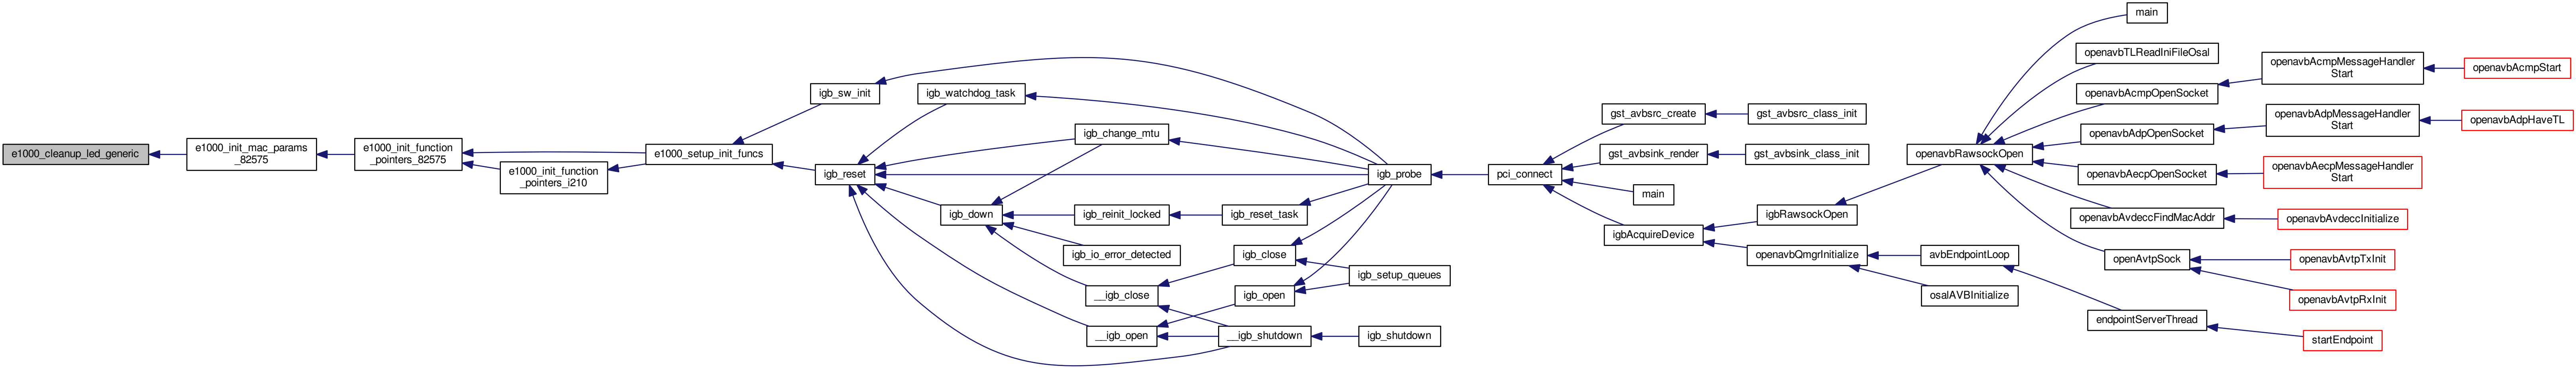 e1000_cleanup_led_generic
e1000_init_mac_params
_82575
e1000_init_function
_pointers_82575
e1000_init_function
_pointers_i210
e1000_setup_init_funcs
igb_sw_init
igb_reset
igb_watchdog_task
igb_change_mtu
igb_down
igb_reinit_locked
igb_io_error_detected
__igb_close
__igb_open
igb_reset_task
igb_close
igb_open
__igb_shutdown
igb_probe
igb_setup_queues
igb_shutdown
pci_connect
gst_avbsrc_create
gst_avbsink_render
main
igbAcquireDevice
gst_avbsrc_class_init
gst_avbsink_class_init
igbRawsockOpen
openavbQmgrInitialize
openavbRawsockOpen
avbEndpointLoop
osalAVBInitialize
main
openavbTLReadIniFileOsal
openavbAcmpOpenSocket
openavbAdpOpenSocket
openavbAecpOpenSocket
openavbAvdeccFindMacAddr
openAvtpSock
endpointServerThread
openavbAcmpMessageHandler
Start
openavbAdpMessageHandler
Start
openavbAecpMessageHandler
Start
openavbAvdeccInitialize
openavbAvtpTxInit
openavbAvtpRxInit
startEndpoint
openavbAcmpStart
openavbAdpHaveTL